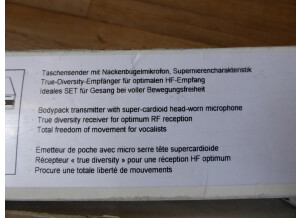 Taschensender mit Nackenbügelmikrofon, Supernierencharakteristik
True-Diversity-Empfänger für optimalen HF-Empfang
Ideales SET für Gesang bei voller Bewegungsfreiheit
- Bodypack transmitter with super-cardioid head-worn microphone
- True diversity receiver for optimum RF reception
- Total freedom of movement for vocalists
- Emetteur de poche avec micro serre tête supercardioïde
- Récepteur « true diversity » pour une réception HF optimum
- Procure une totale liberté de mouvements